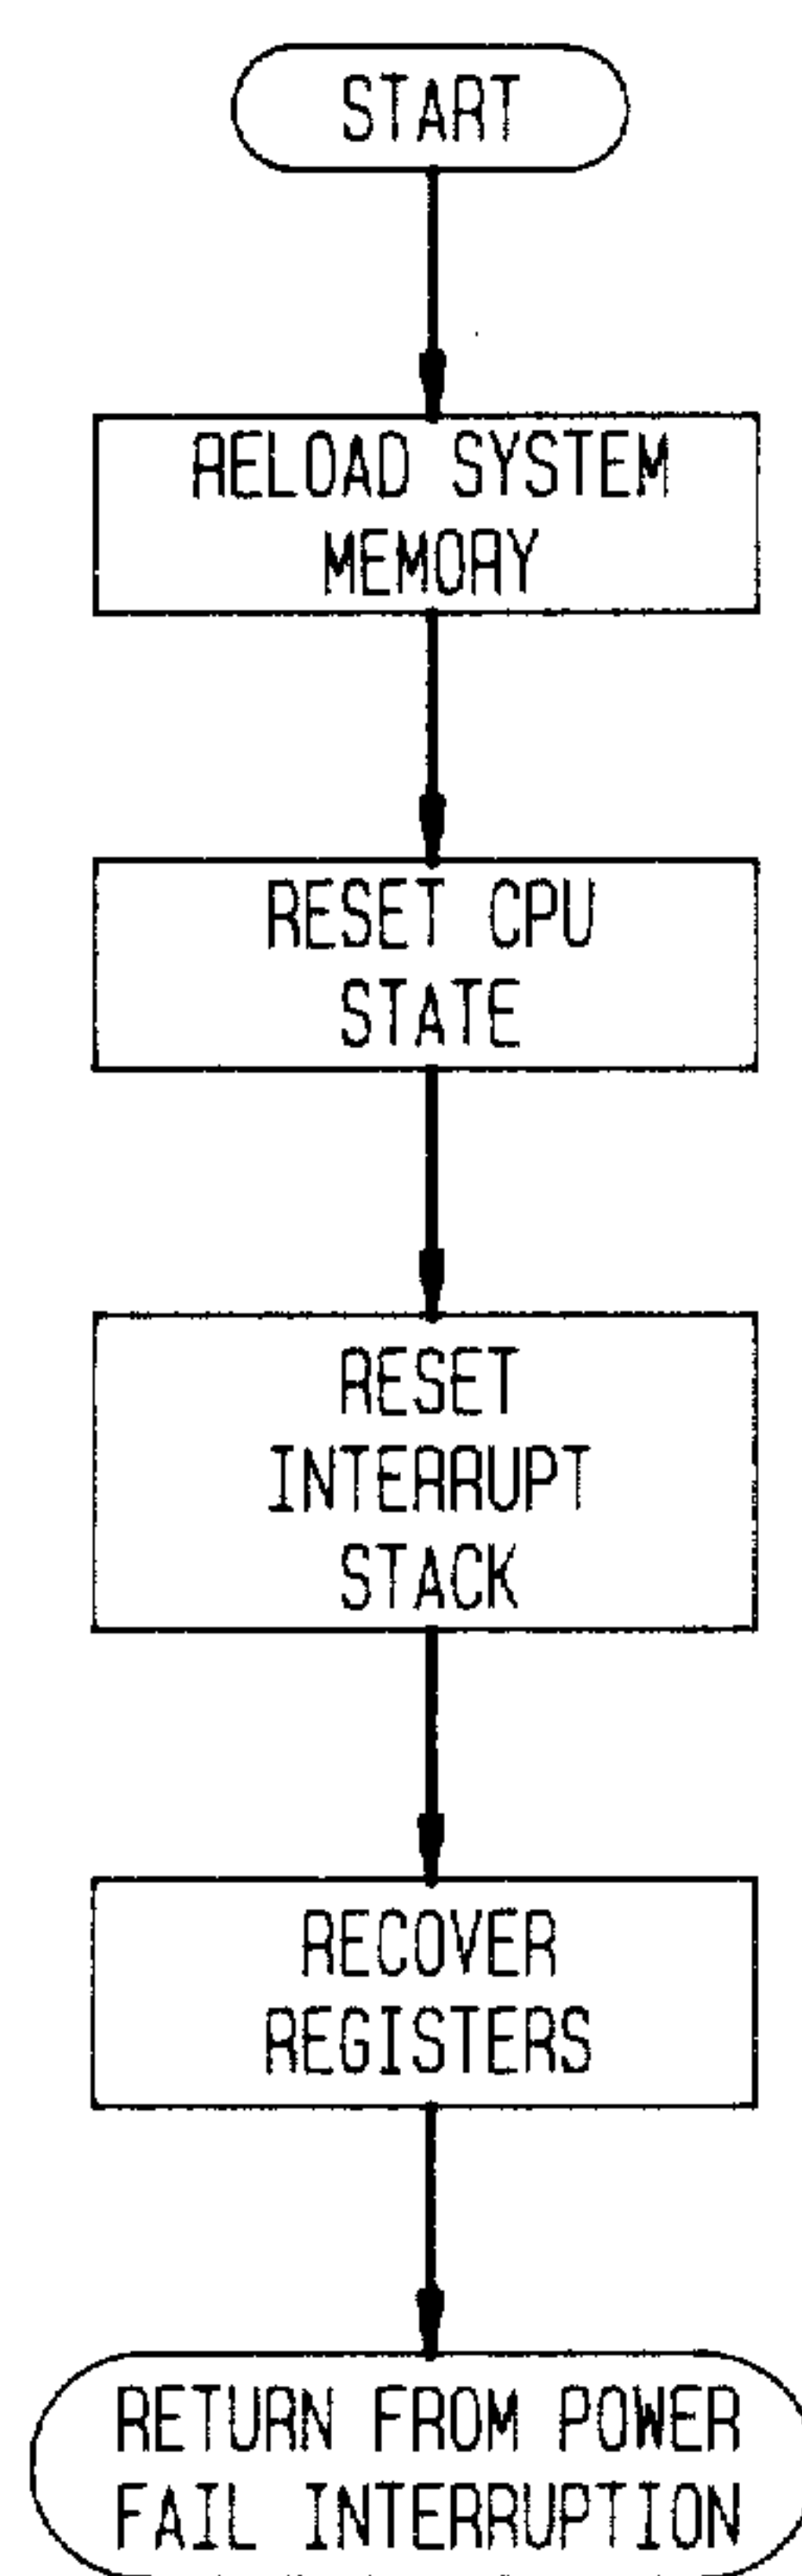 START
RELOAD SYSTEM
MEMORY
RESET CPU
STATE
RESET
INTERRUPT
STACK
RECOVER
REGISTERS
RETURN FROM POWER
FAIL INTERRUPTION